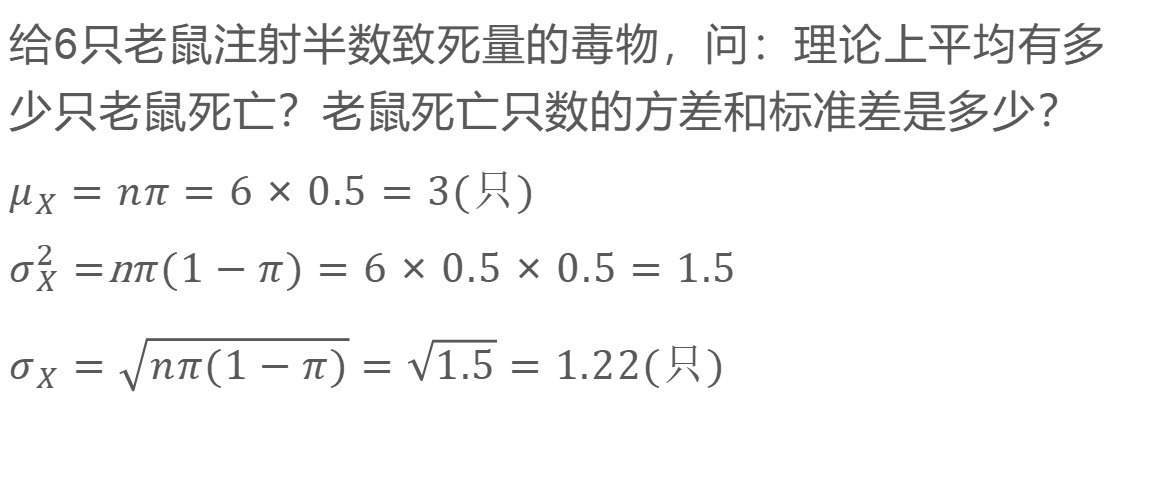 给6只老鼠注射半数致死量的毒物，问：理论上平均有多
少只老鼠死亡？老鼠死亡只数的方差和标准差是多少？
μ_X = nπ = 6 × 0.5 = 3(只)
σ_X^2 = nπ(1 − π) = 6 × 0.5 × 0.5 = 1.5
σ_X = √(nπ(1 − π)) = √1.5 = 1.22(只)